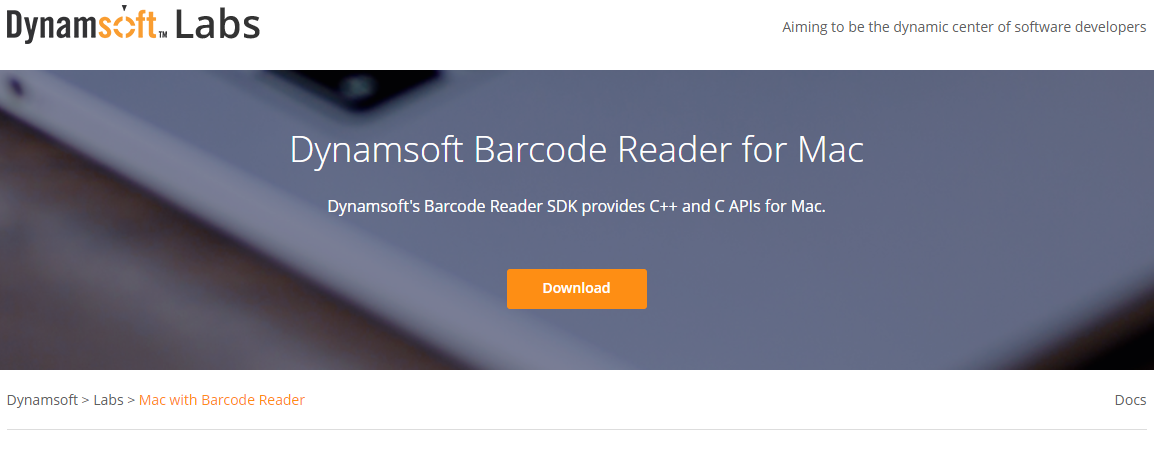 Dynamsoft™ Labs
Aiming to be the dynamic center of software developers
Dynamsoft Barcode Reader for Mac
Dynamsoft's Barcode Reader SDK provides C++ and C APIs for Mac.
Download
Dynamsoft > Labs > Mac with Barcode Reader
Docs